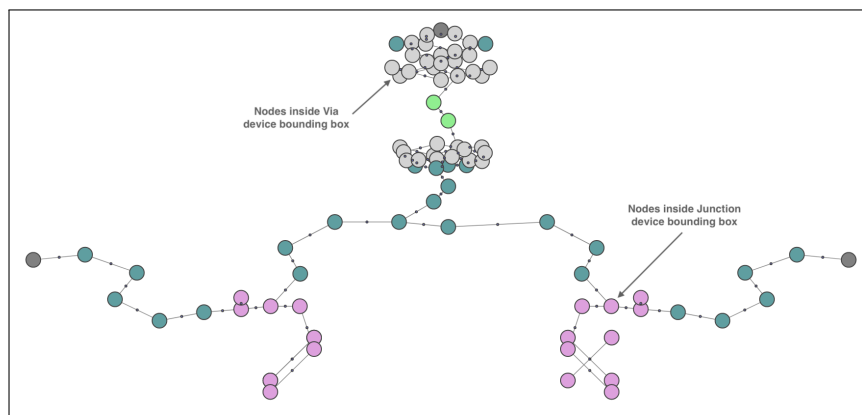 Nodes inside Via
device bounding box
Nodes inside Junction
device bounding box